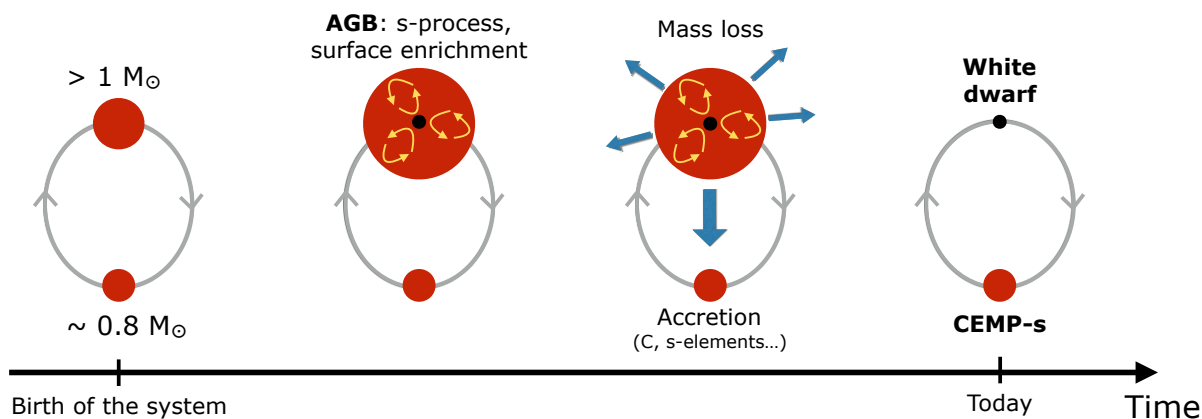 > 1 M☉
~ 0.8 M☉
AGB: s-process,
surface enrichment
Mass loss
Accretion
(C, s-elements...)
White
dwarf
CEMP-s
Birth of the system
Today
Time